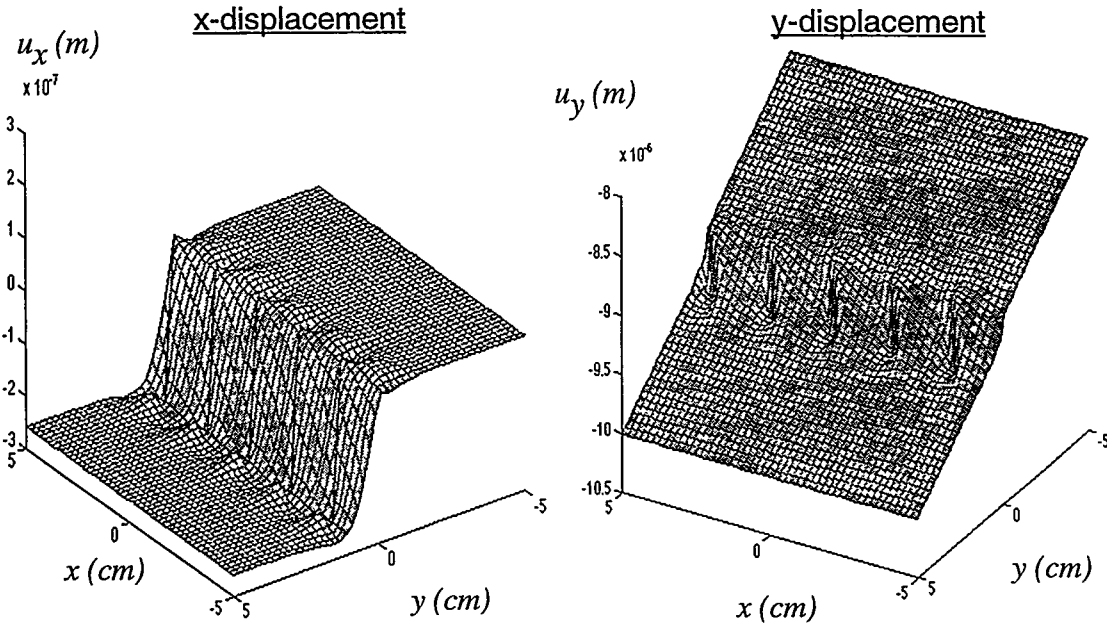 x-displacement
u_x (m)
x 10^-7
3
2
1
0
-1
-2
-3
5
0
-5
x (cm)
5
0
-5
y (cm)
y-displacement
u_y (m)
x 10^-6
-8
-8.5
-9
-9.5
-10
-10.5
5
0
-5
x (cm)
5
0
-5
y (cm)